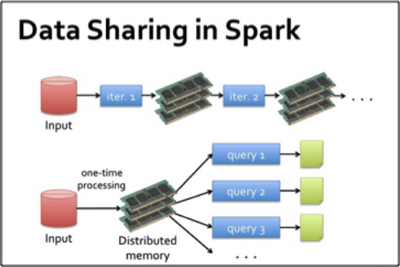 Data Sharing in Spark
iter. 1
iter. 2
. . .
Input
one-time
processing
query 1
query 2
query 3
Input
Distributed
memory
. . .